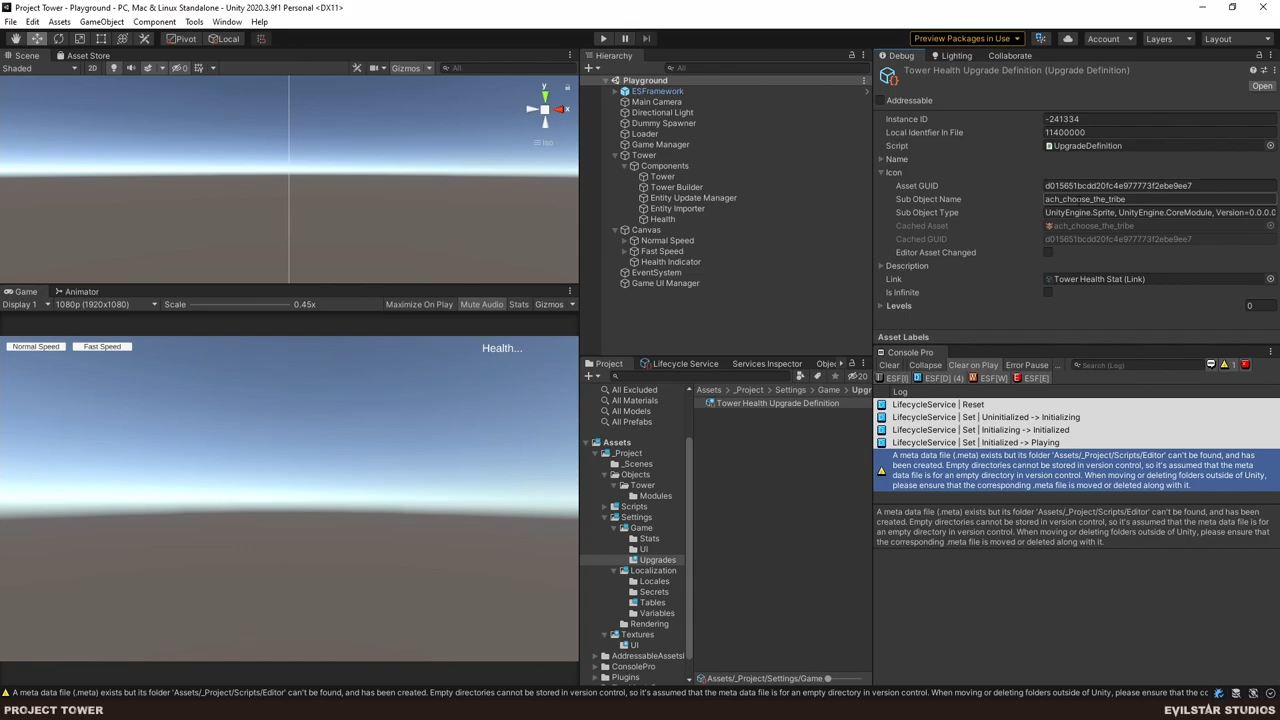 Project Tower - Playground - PC, Mac & Linux Standalone - Unity 2020.3.9f1 Personal <DX11>
File Edit Assets GameObject Component Tools Window Help
Pivot Local Preview Packages in Use Account Layers Layout
Scene Asset Store
Shaded 2D 0 Gizmos All
y
x
Iso
Game Animator
Display 1 1080p (1920x1080) Scale 0.45x Maximize On Play Mute Audio Stats Gizmos
Normal Speed Fast Speed Health...
Hierarchy
All
Playground
ESFramework
Main Camera
Directional Light
Dummy Spawner
Loader
Game Manager
Tower
Components
Tower
Tower Builder
Entity Update Manager
Entity Importer
Health
Canvas
Normal Speed
Fast Speed
Health Indicator
EventSystem
Game UI Manager
Project Lifecycle Service Services Inspector Obje
20
All Excluded
All Materials
All Models
All Prefabs
Assets
_Project
_Scenes
Objects
Tower
Modules
Scripts
Settings
Game
Stats
UI
Upgrades
Localization
Locales
Secrets
Tables
Variables
Rendering
Textures
UI
AddressableAssetsI
ConsolePro
Plugins
Assets _Project Settings Game Upgr
Tower Health Upgrade Definition
Assets/_Project/Settings/Game
Debug Lighting Collaborate
Tower Health Upgrade Definition (Upgrade Definition)
Open
Addressable
Instance ID -241334
Local Identfier In File 11400000
Script UpgradeDefinition
Name
Icon
Asset GUID d015651bcdd20fc4e977773f2ebe9ee7
Sub Object Name ach_choose_the_tribe
Sub Object Type UnityEngine.Sprite, UnityEngine.CoreModule, Version=0.0.0.0
Cached Asset ach_choose_the_tribe
Cached GUID d015651bcdd20fc4e977773f2ebe9ee7
Editor Asset Changed
Description
Link Tower Health Stat (Link)
Is Infinite
Levels 0
Asset Labels
Console Pro
Clear Collapse Clear on Play Error Pause ... Search (Log) 1
ESF[I] ESF[D] (4) ESF[W] ESF[E]
Log
LifecycleService | Reset
LifecycleService | Set | Uninitialized -> Initializing
LifecycleService | Set | Initializing -> Initialized
LifecycleService | Set | Initialized -> Playing
A meta data file (.meta) exists but its folder 'Assets/_Project/Scripts/Editor' can't be found, and has
been created. Empty directories cannot be stored in version control, so it's assumed that the meta
data file is for an empty directory in version control. When moving or deleting folders outside of Unity,
please ensure that the corresponding .meta file is moved or deleted along with it.
A meta data file (.meta) exists but its folder 'Assets/_Project/Scripts/Editor' can't be found, and has been
created. Empty directories cannot be stored in version control, so it's assumed that the meta data file is
for an empty directory in version control. When moving or deleting folders outside of Unity, please ensure that
the corresponding .meta file is moved or deleted along with it.
A meta data file (.meta) exists but its folder 'Assets/_Project/Scripts/Editor' can't be found, and has been created. Empty directories cannot be stored in version control, so it's assumed that the meta data file is for an empty directory in version control. When moving or deleting folders outside of Unity, please ensure that the cc
PROJECT TOWER EVILSTAR STUDIOS